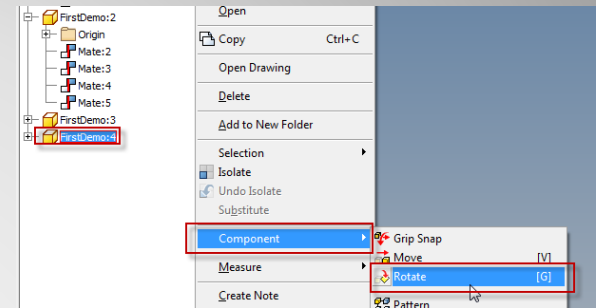 FirstDemo:2
Origin
Mate:2
Mate:3
Mate:4
Mate:5
FirstDemo:3
FirstDemo:4
Open
Copy Ctrl+C
Open Drawing
Delete
Add to New Folder
Selection
Isolate
Undo Isolate
Substitute
Component
Measure
Create Note
Grip Snap
Move [V]
Rotate [G]
Pattern